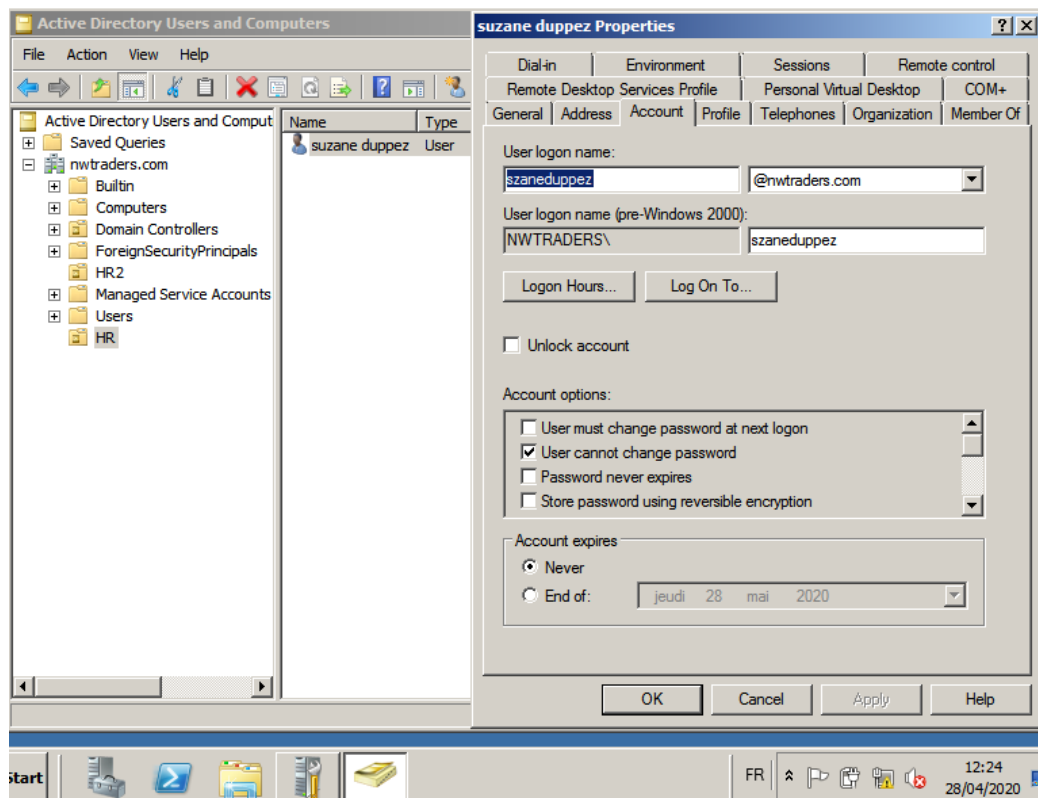 Active Directory Users and Computers
File Action View Help
Active Directory Users and Comput
Saved Queries
nwtraders.com
Builtin
Computers
Domain Controllers
ForeignSecurityPrincipals
HR2
Managed Service Accounts
Users
HR
Name Type
suzane duppez User
suzane duppez Properties
Dial-in Environment Sessions Remote control
Remote Desktop Services Profile Personal Virtual Desktop COM+
General Address Account Profile Telephones Organization Member Of
User logon name:
szaneduppez @nwtraders.com
User logon name (pre-Windows 2000):
NWTRADERS\ szaneduppez
Logon Hours... Log On To...
Unlock account
Account options:
User must change password at next logon
User cannot change password
Password never expires
Store password using reversible encryption
Account expires
Never
End of: jeudi 28 mai 2020
OK Cancel Apply Help
Start FR 12:24
28/04/2020